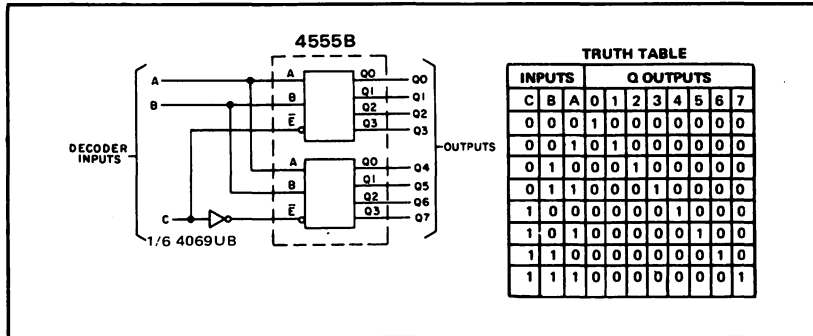 4555B
A
B
DECODER
INPUTS
C
1/6 4069UB
A Q0 Q0
B Q1 Q1
Q2 Q2
E̅ Q3 Q3
A Q0 Q4
B Q1 Q5
Q2 Q6
E̅ Q3 Q7
OUTPUTS
TRUTH TABLE
INPUTS Q OUTPUTS
C B A 0 1 2 3 4 5 6 7
0 0 0 1 0 0 0 0 0 0 0
0 0 1 0 1 0 0 0 0 0 0
0 1 0 0 0 1 0 0 0 0 0
0 1 1 0 0 0 1 0 0 0 0
1 0 0 0 0 0 0 1 0 0 0
1 0 1 0 0 0 0 0 1 0 0
1 1 0 0 0 0 0 0 0 1 0
1 1 1 0 0 0 0 0 0 0 1